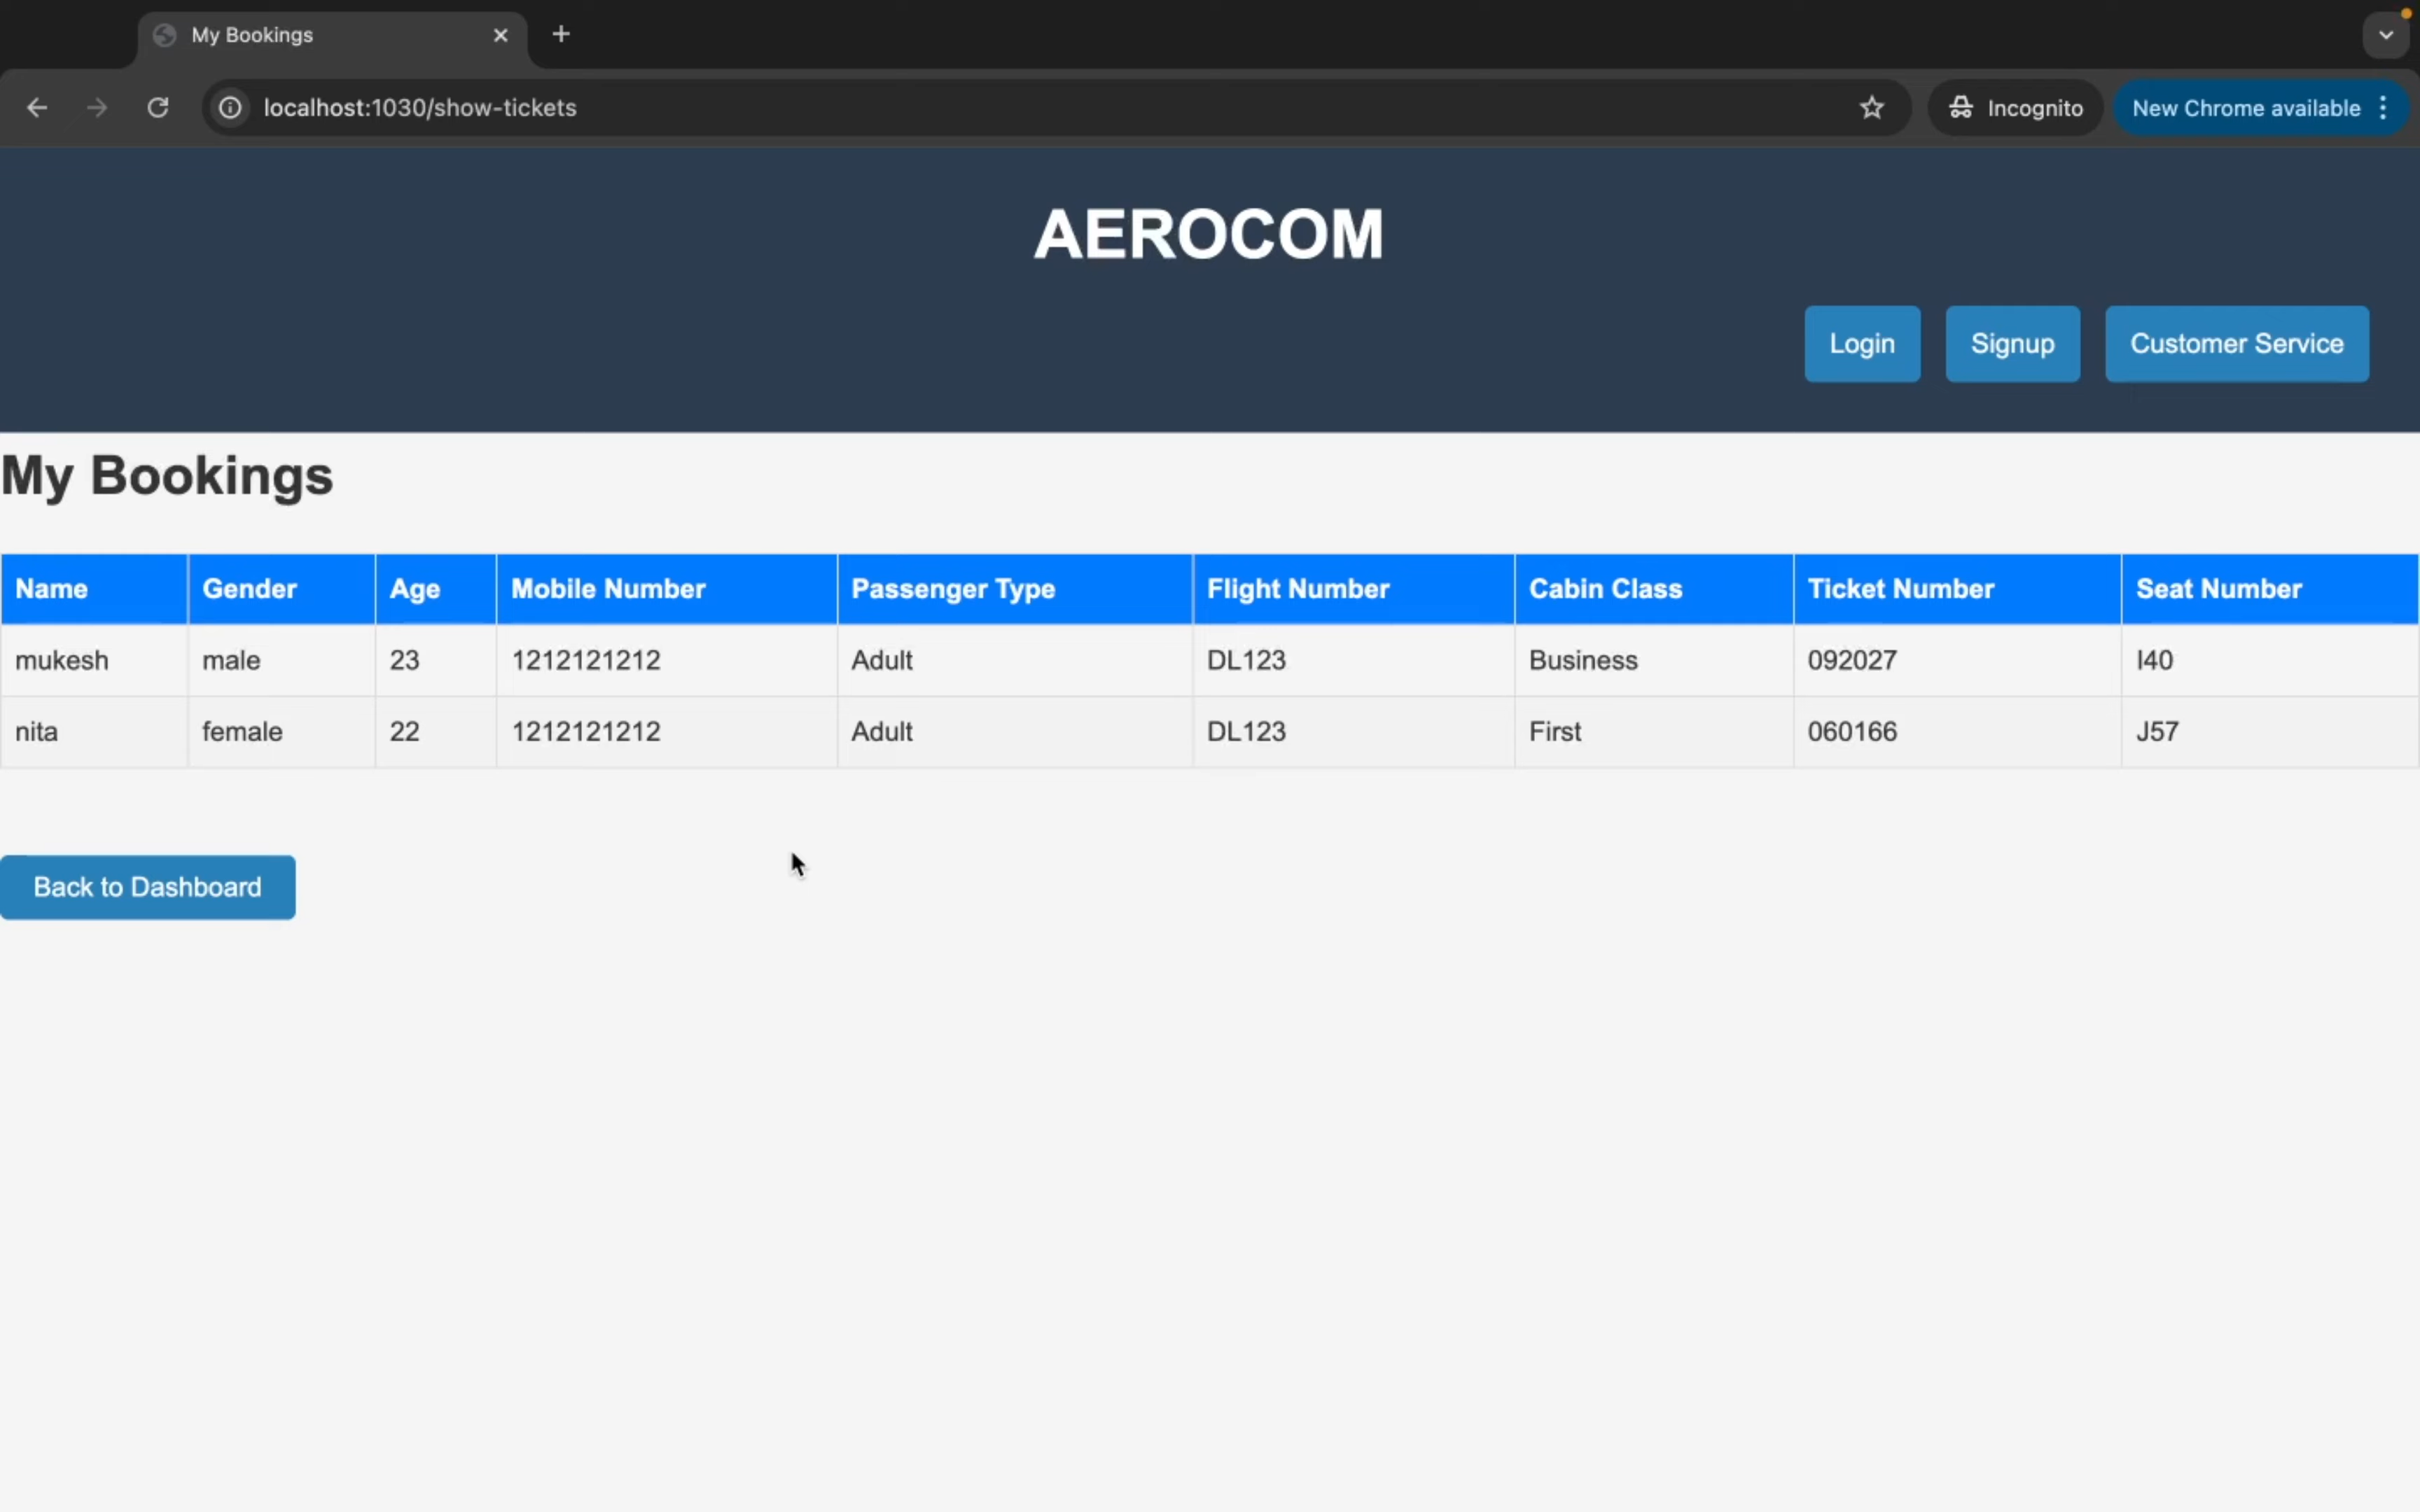 My Bookings
localhost:1030/show-tickets
Incognito
New Chrome available
AEROCOM
Login Signup Customer Service
My Bookings
Name Gender Age Mobile Number Passenger Type Flight Number Cabin Class Ticket Number Seat Number
mukesh male 23 1212121212 Adult DL123 Business 092027 I40
nita female 22 1212121212 Adult DL123 First 060166 J57
Back to Dashboard